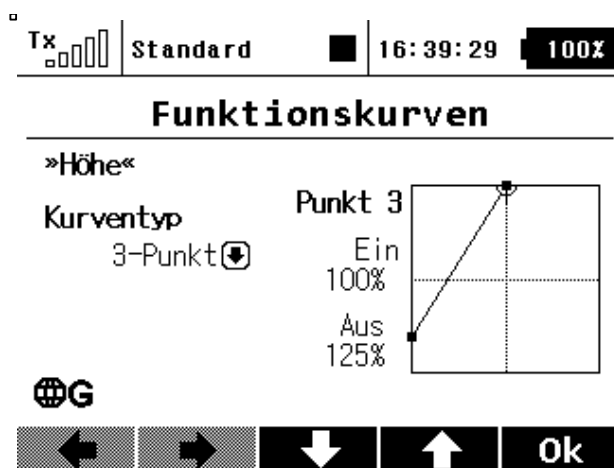 Tx Standard 16:39:29 100%
Funktionskurven
»Höhe«
Kurventyp
3-Punkt
Punkt 3
Ein
100%
Aus
125%
G
Ok